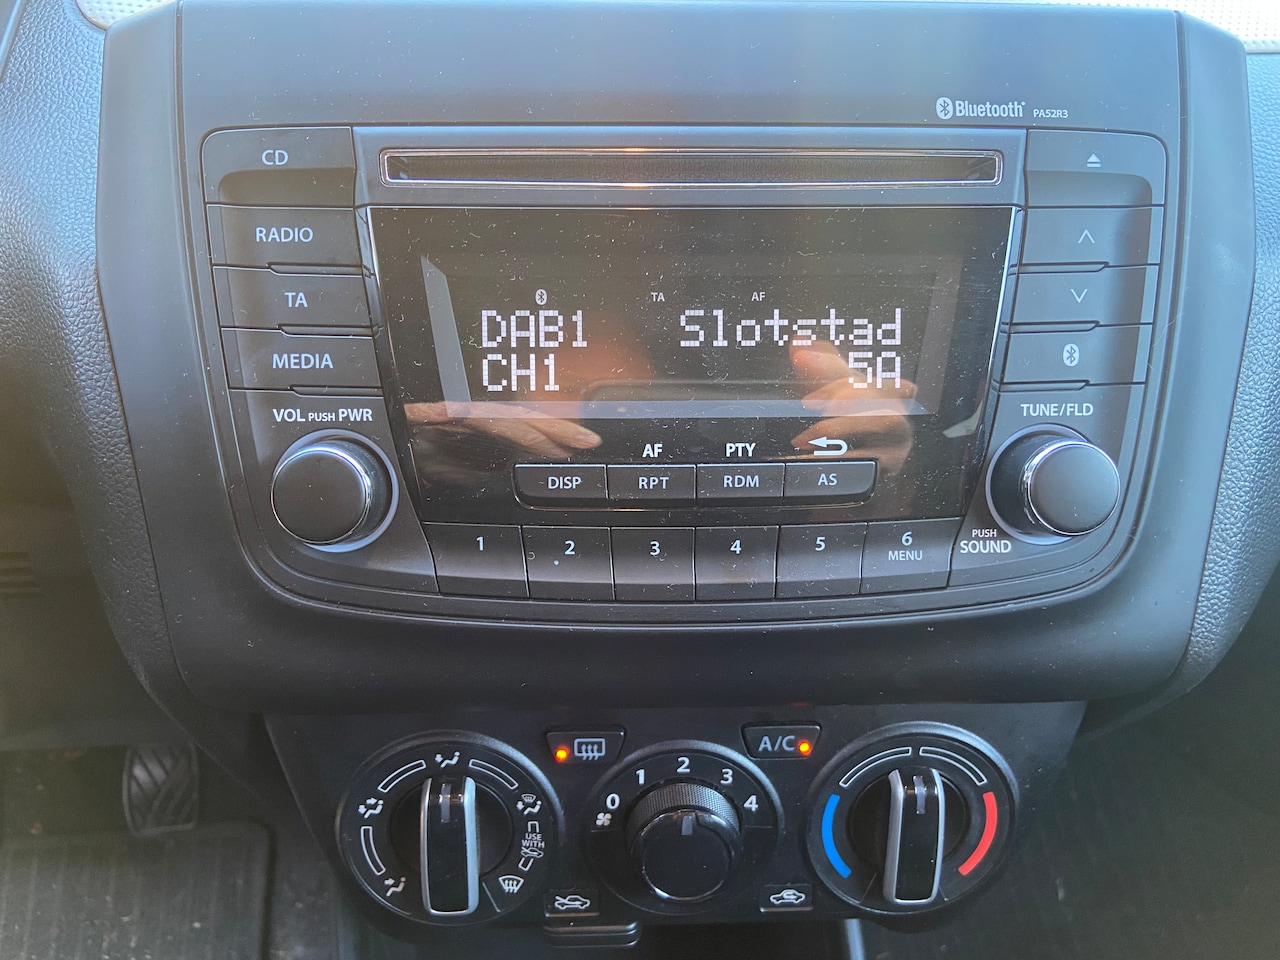 Bluetooth PA52R3
CD
RADIO
TA
MEDIA
TA AF
DAB1 Slotstad
CH1 5A
VOL PUSH PWR
TUNE/FLD
AF PTY
DISP RPT RDM AS
1 2 3 4 5 6
MENU
PUSH
SOUND
A/C
0 1 2 3 4
USE
WITH